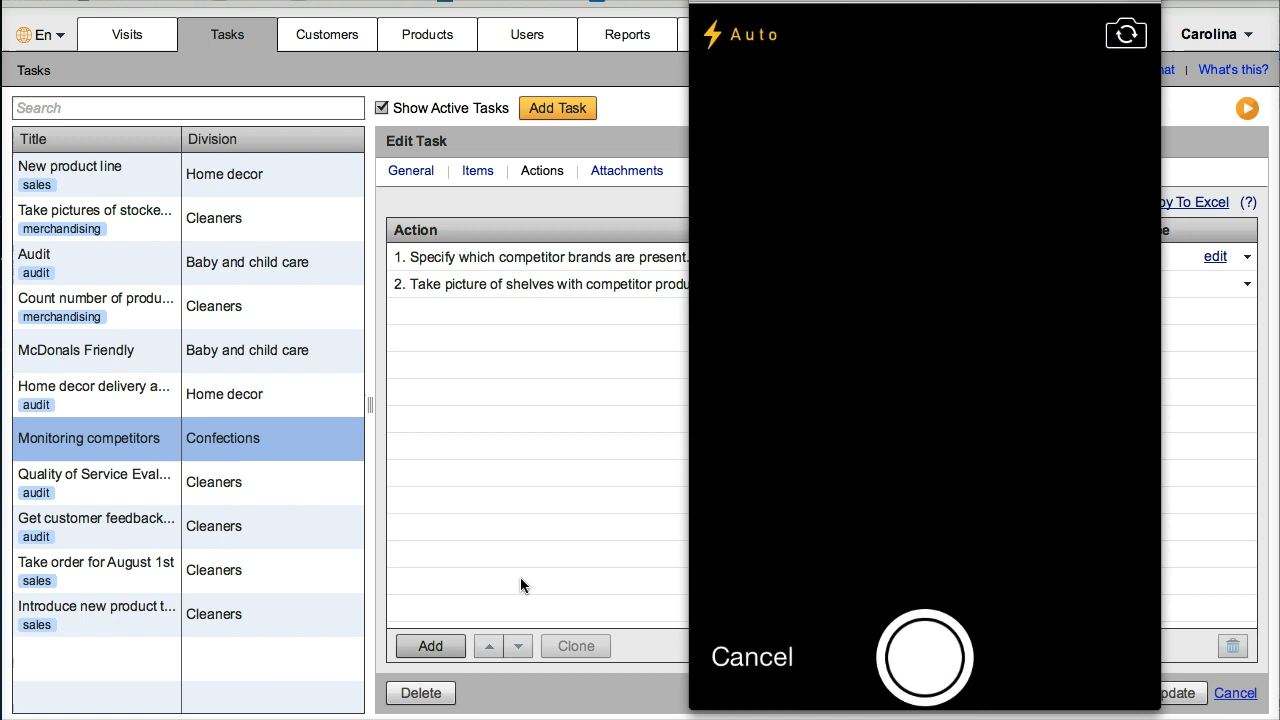 En
Visits
Tasks
Customers
Products
Users
Reports
Carolina
Tasks
What's this?
Search
Show Active Tasks
Add Task
Title
Division
New product line
sales
Home decor
Take pictures of stocke...
merchandising
Cleaners
Audit
audit
Baby and child care
Count number of produ...
merchandising
Cleaners
McDonals Friendly
Baby and child care
Home decor delivery a...
audit
Home decor
Monitoring competitors
Confections
Quality of Service Eval...
audit
Cleaners
Get customer feedback...
audit
Cleaners
Take order for August 1st
sales
Cleaners
Introduce new product t...
sales
Cleaners
Edit Task
General
Items
Actions
Attachments
To Excel (?)
Action
1. Specify which competitor brands are present.
edit
2. Take picture of shelves with competitor produ
Add
Clone
Delete
Cancel
Auto
Cancel